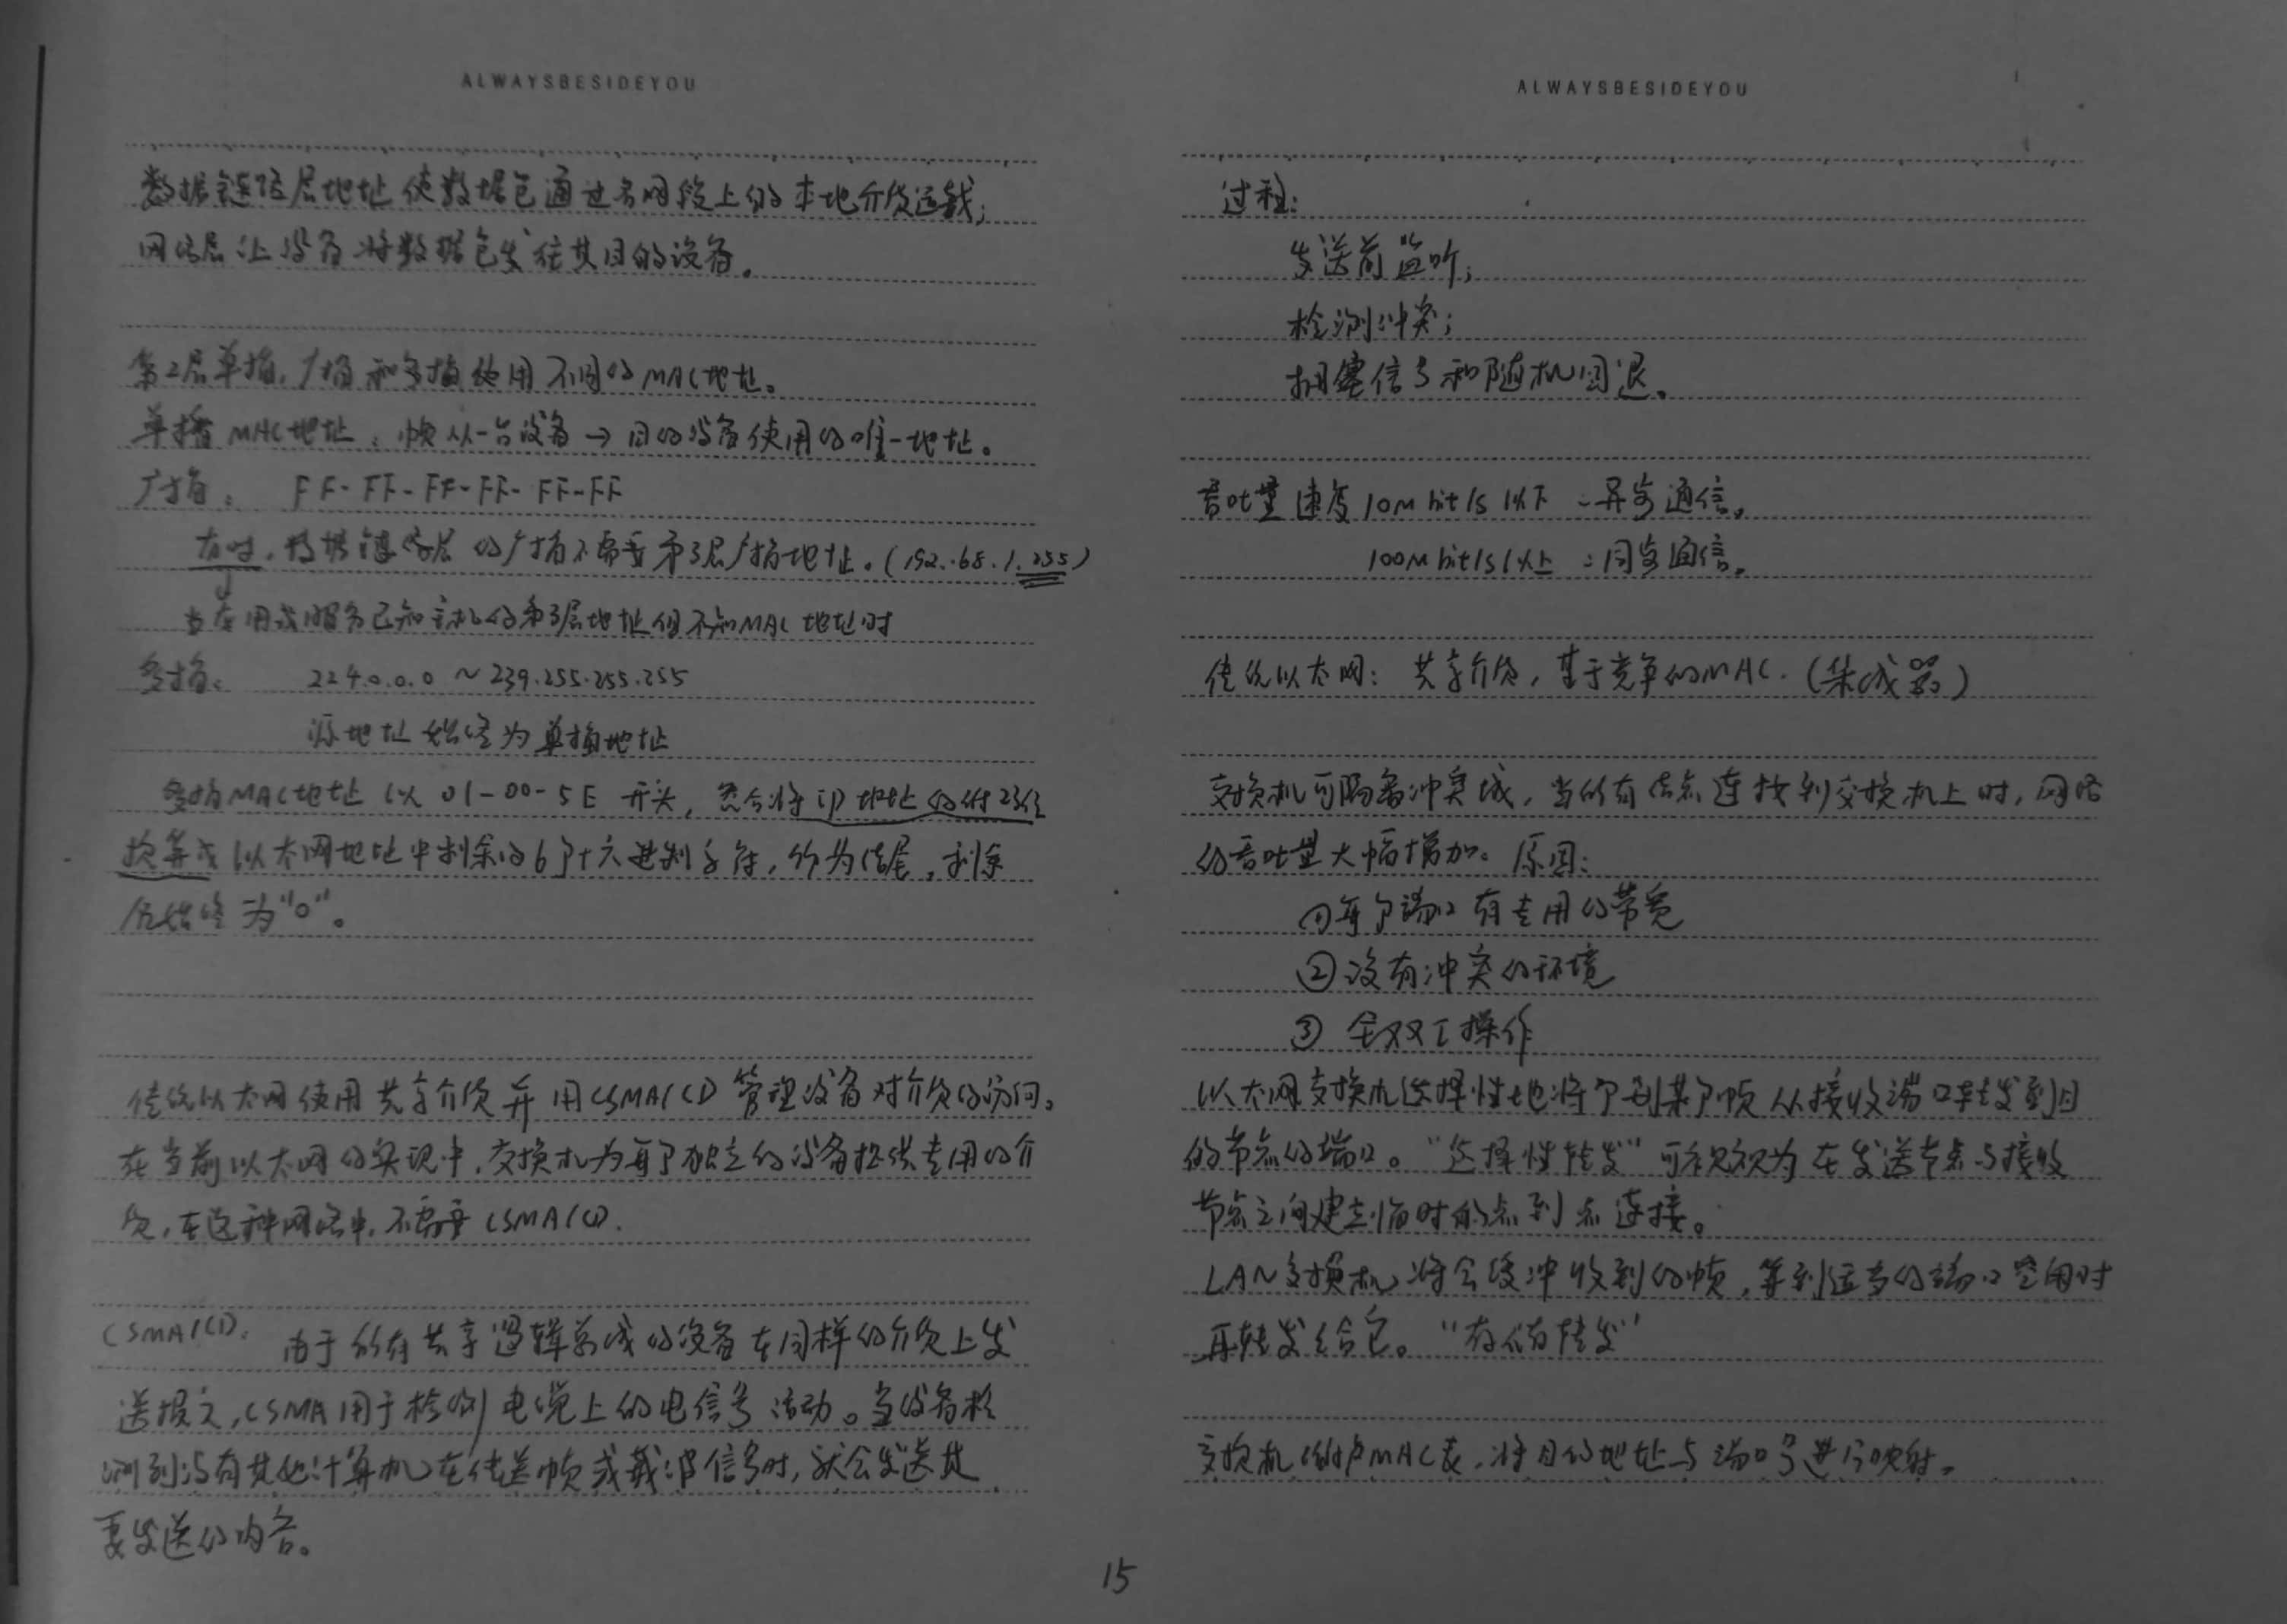 ALWAYSBESIDEYOU
数据链路层地址使数据包通过各网段上的本地介质运载;
网络层让设备将数据包发往其目的设备。
第2层单播、广播和多播使用不同的MAC地址。
单播MAC地址:帧从一台设备→目的设备使用的唯一地址。
广播: FF-FF-FF-FF-FF-FF
有时,数据链路层的广播不需要第3层广播地址。(192.168.1.255)
当应用或服务已知主机的第3层地址但不知MAC地址时
多播: 224.0.0.0~239.255.255.255
源地址始终为单播地址
多播MAC地址以01-00-5E开头,然后将IP地址的低23位
换算成以太网地址中剩余的6个十六进制字符,作为结尾,剩余
位始终为"0"。
传统以太网使用共享介质并用CSMA/CD管理设备对介质的访问。
在当前以太网的实现中,交换机为每个独立的设备提供专用的介
质,在这种网络中,不需要CSMA/CD.
CSMA/CD: 由于所有共享逻辑总线的设备在同样的介质上发
送报文,CSMA用于检测电缆上的电信号活动。当设备检
测到没有其他计算机在传送帧或载波信号时,就会发送其
要发送的内容。
ALWAYSBESIDEYOU
过程:
发送前监听;
检测冲突;
拥塞信号和随机回退。
吞吐量速度10Mbit/s以下:异步通信。
100Mbit/s以上:同步通信。
传统以太网:共享介质,基于竞争的MAC.(集成器)
交换机可隔离冲突域,当所有结点连接到交换机上时,网络
的吞吐量大幅增加。原因:
①每个端口有专用的带宽
②没有冲突的环境
③全双工操作
以太网交换机选择性地将个别某个帧从接收端口转发到目
的节点的端口。"选择性转发"可视为在发送节点与接收
节点之间建立临时的点到点连接。
LAN交换机将会缓冲收到的帧,等到适当的端口空闲时
再转发给它。"存储转发"
交换机维护MAC表,将目的地址与端口号进行映射。
15